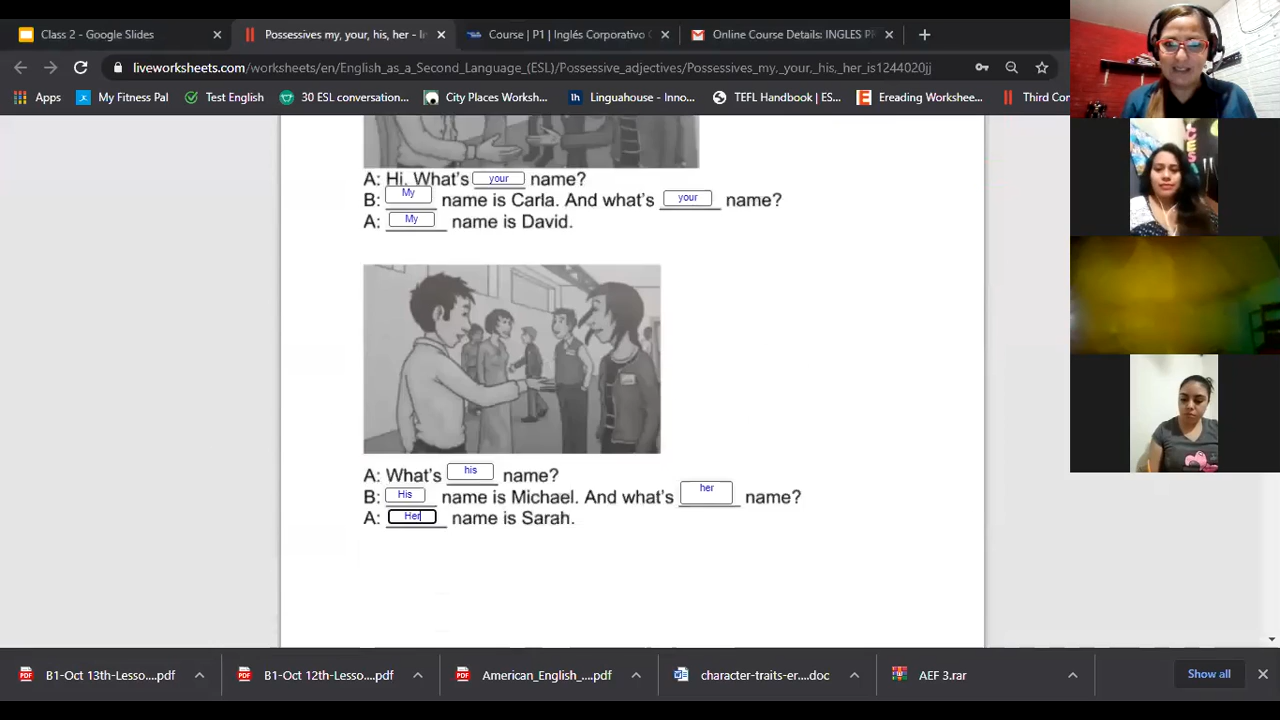 Class 2 - Google Slides
Possessives my, your, his, her - li
Course | P1 | Inglés Corporativo C
Online Course Details: INGLES PR
liveworksheets.com/worksheets/en/English_as_a_Second_Language_(ESL)/Possessive_adjectives/Possessives_my,_your,_his,_her_is1244020jj
Apps
My Fitness Pal
Test English
30 ESL conversation...
City Places Worksh...
Linguahouse - Inno...
TEFL Handbook | ES...
Ereading Workshee...
Third Con
A: Hi, What's your name?
B: My name is Carla. And what's your name?
A: My name is David.
A: What's his name?
B: His name is Michael. And what's her name?
A: Her name is Sarah.
B1-Oct 13th-Lesso....pdf
B1-Oct 12th-Lesso....pdf
American_English_....pdf
character-traits-er....doc
AEF 3.rar
Show all